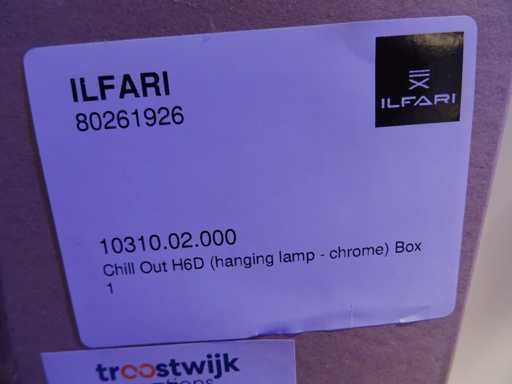 ILFARI
80261926
ILFARI
10310.02.000
Chill Out H6D (hanging lamp - chrome) Box
1
troostwijk